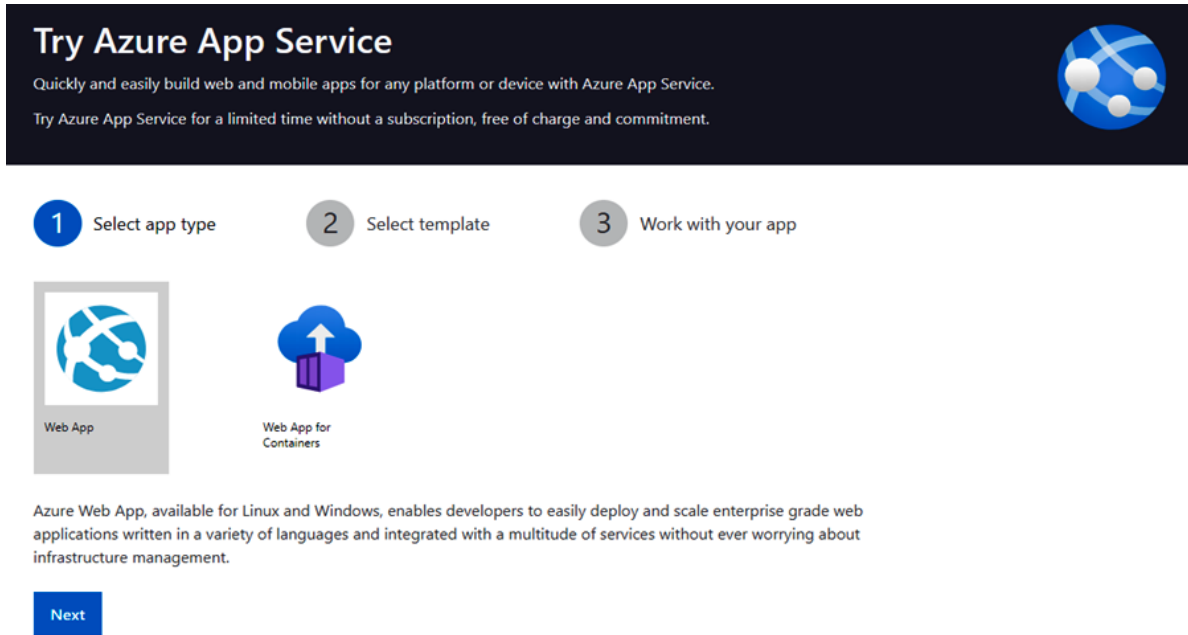 Try Azure App Service
Quickly and easily build web and mobile apps for any platform or device with Azure App Service.
Try Azure App Service for a limited time without a subscription, free of charge and commitment.
1 Select app type 2 Select template 3 Work with your app
Web App
Web App for
Containers
Azure Web App, available for Linux and Windows, enables developers to easily deploy and scale enterprise grade web
applications written in a variety of languages and integrated with a multitude of services without ever worrying about
infrastructure management.
Next